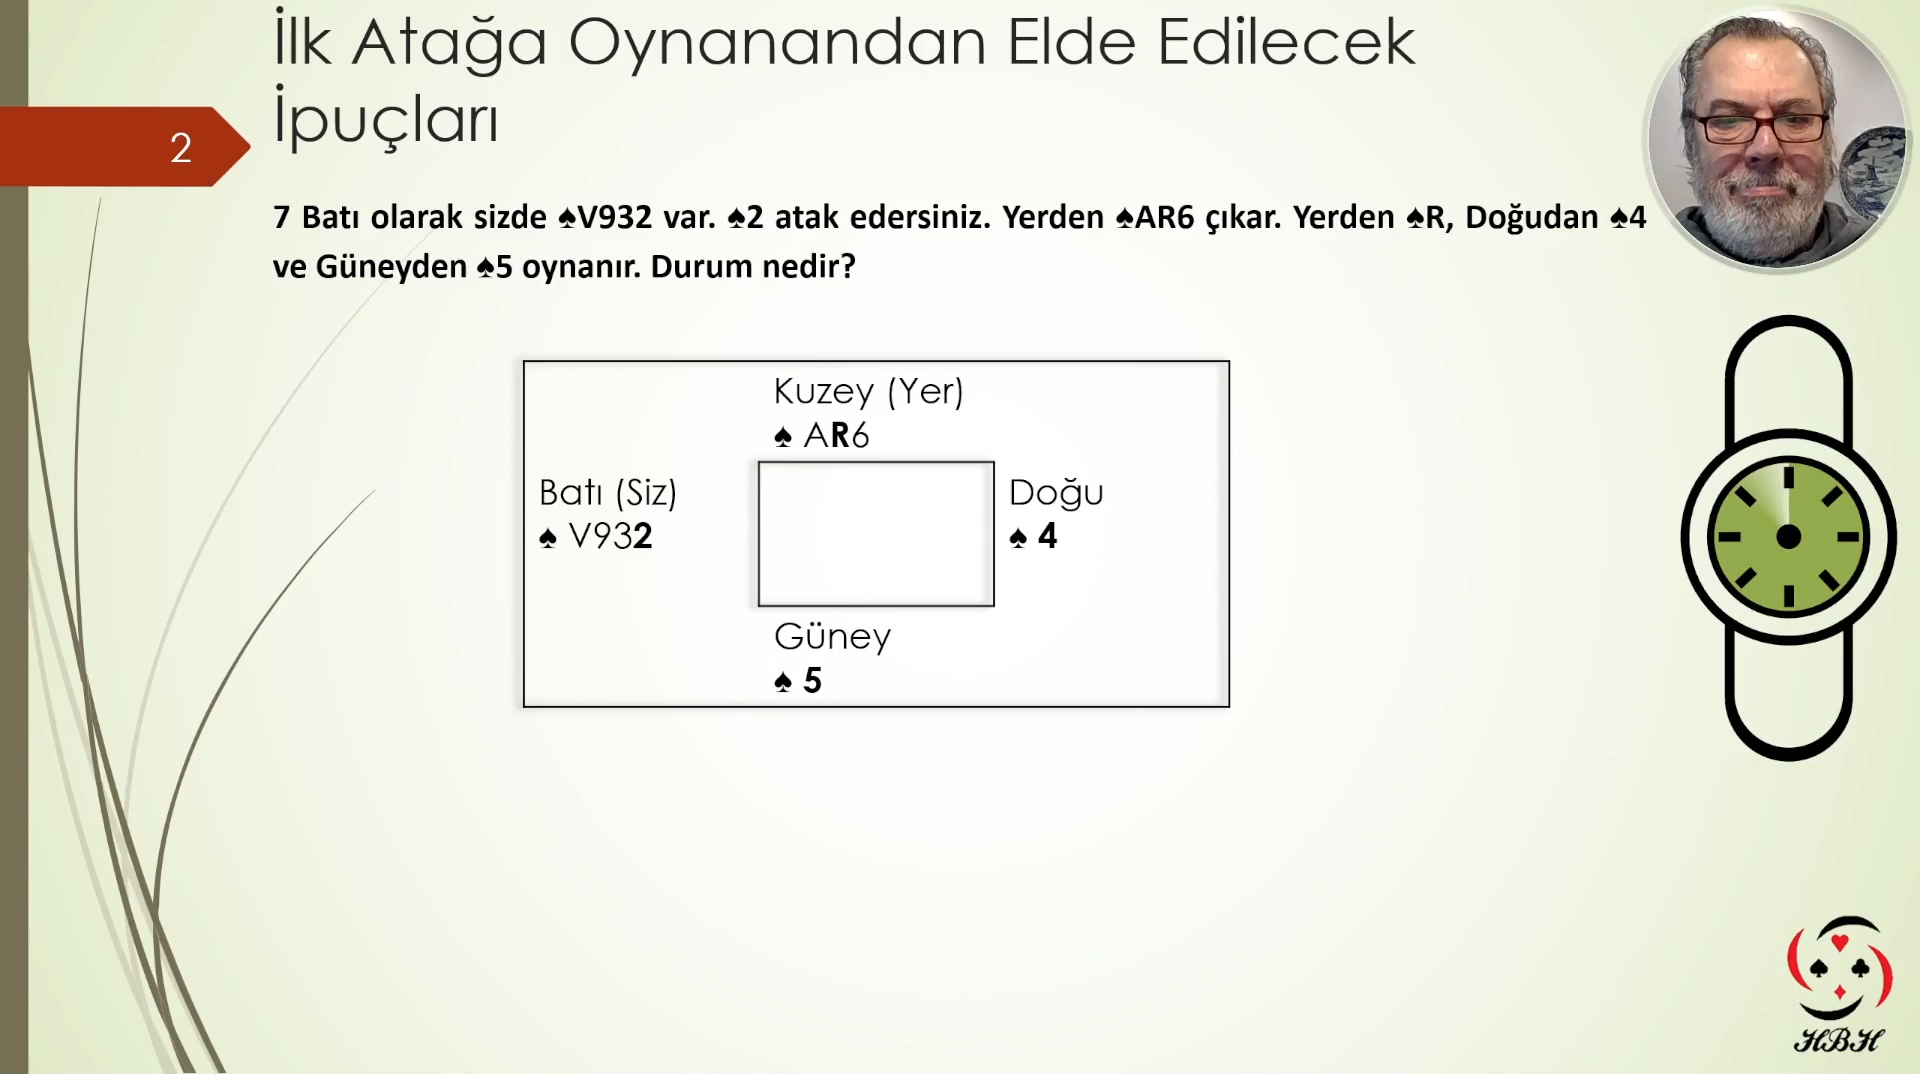 İlk Atağa Oynanandan Elde Edilecek
İpuçları
2
7 Batı olarak sizde ♠V932 var. ♠2 atak edersiniz. Yerden ♠AR6 çıkar. Yerden ♠R, Doğudan ♠4
ve Güneyden ♠5 oynanır. Durum nedir?
Kuzey (Yer)
♠ AR6
Batı (Siz)
♠ V932
Doğu
♠ 4
Güney
♠ 5
HBH